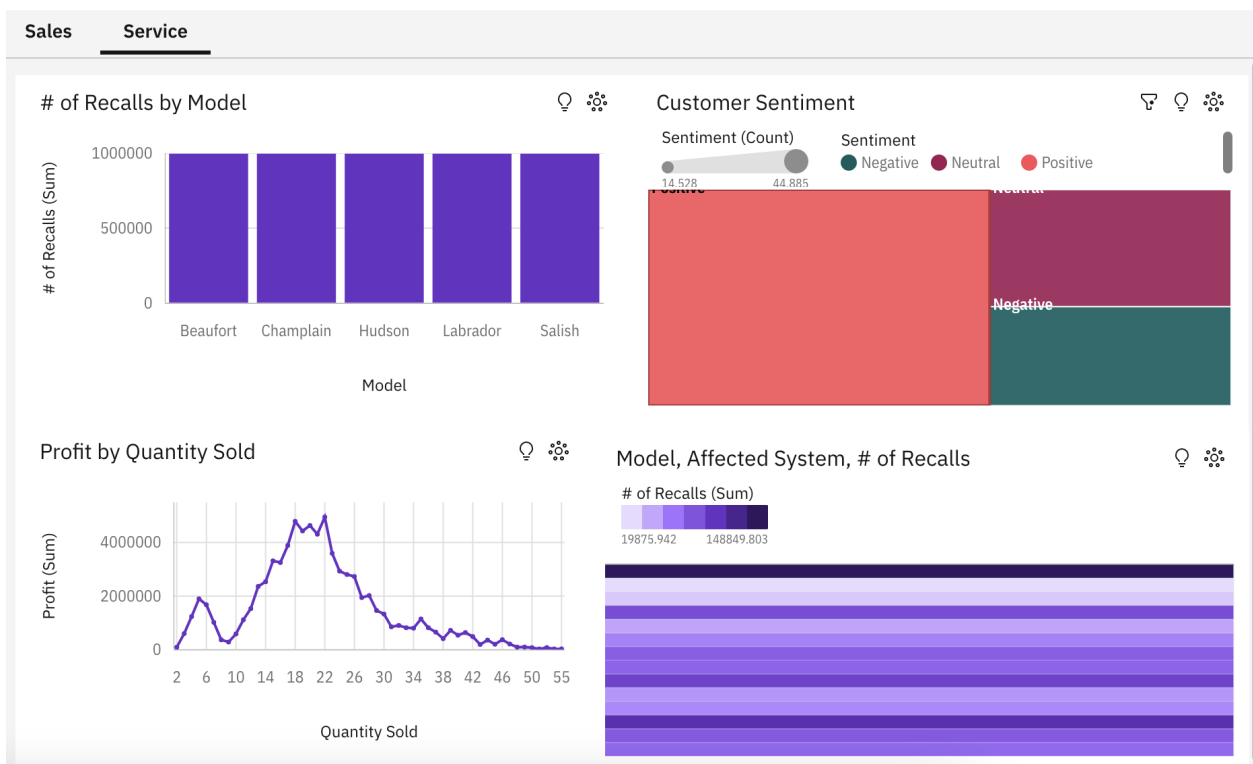 Sales
Service
# of Recalls by Model
# of Recalls (Sum)
1000000
500000
0
Beaufort
Champlain
Hudson
Labrador
Salish
Model
Customer Sentiment
Sentiment (Count)
14.528
44.885
Sentiment
Negative
Neutral
Positive
Positive
Neutral
Negative
Profit by Quantity Sold
Profit (Sum)
4000000
2000000
0
2 6 10 14 18 22 26 30 34 38 42 46 50 55
Quantity Sold
Model, Affected System, # of Recalls
# of Recalls (Sum)
19875.942
148849.803